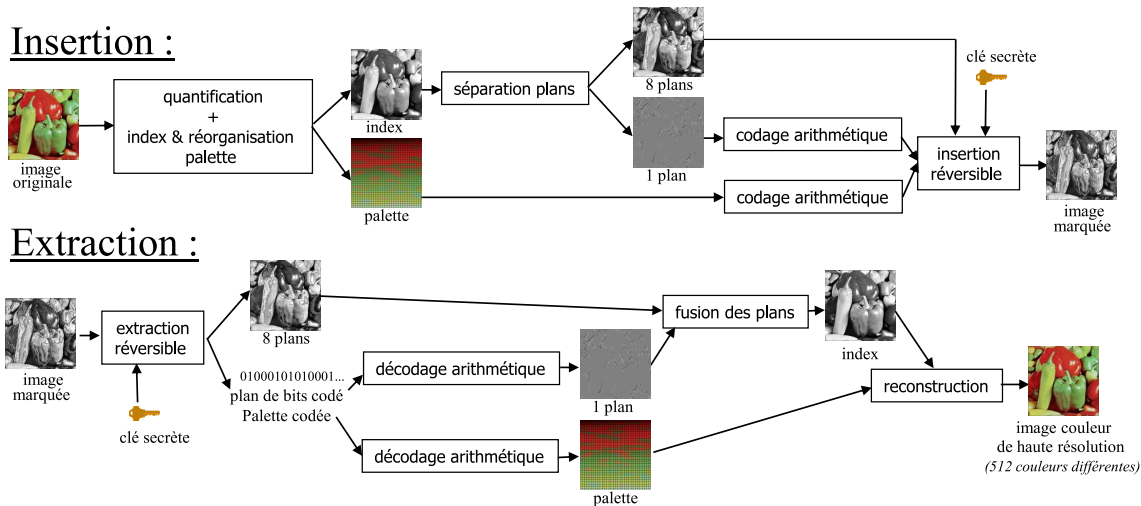 Insertion :
image
originale
quantification
+
index & réorganisation
palette
index
palette
séparation plans
8 plans
1 plan
codage arithmétique
codage arithmétique
clé secrète
insertion
réversible
image
marquée
Extraction :
image
marquée
extraction
réversible
clé secrète
8 plans
01000101010001...
plan de bits codé
Palette codée
décodage arithmétique
décodage arithmétique
1 plan
palette
fusion des plans
index
reconstruction
image couleur
de haute résolution
(512 couleurs différentes)